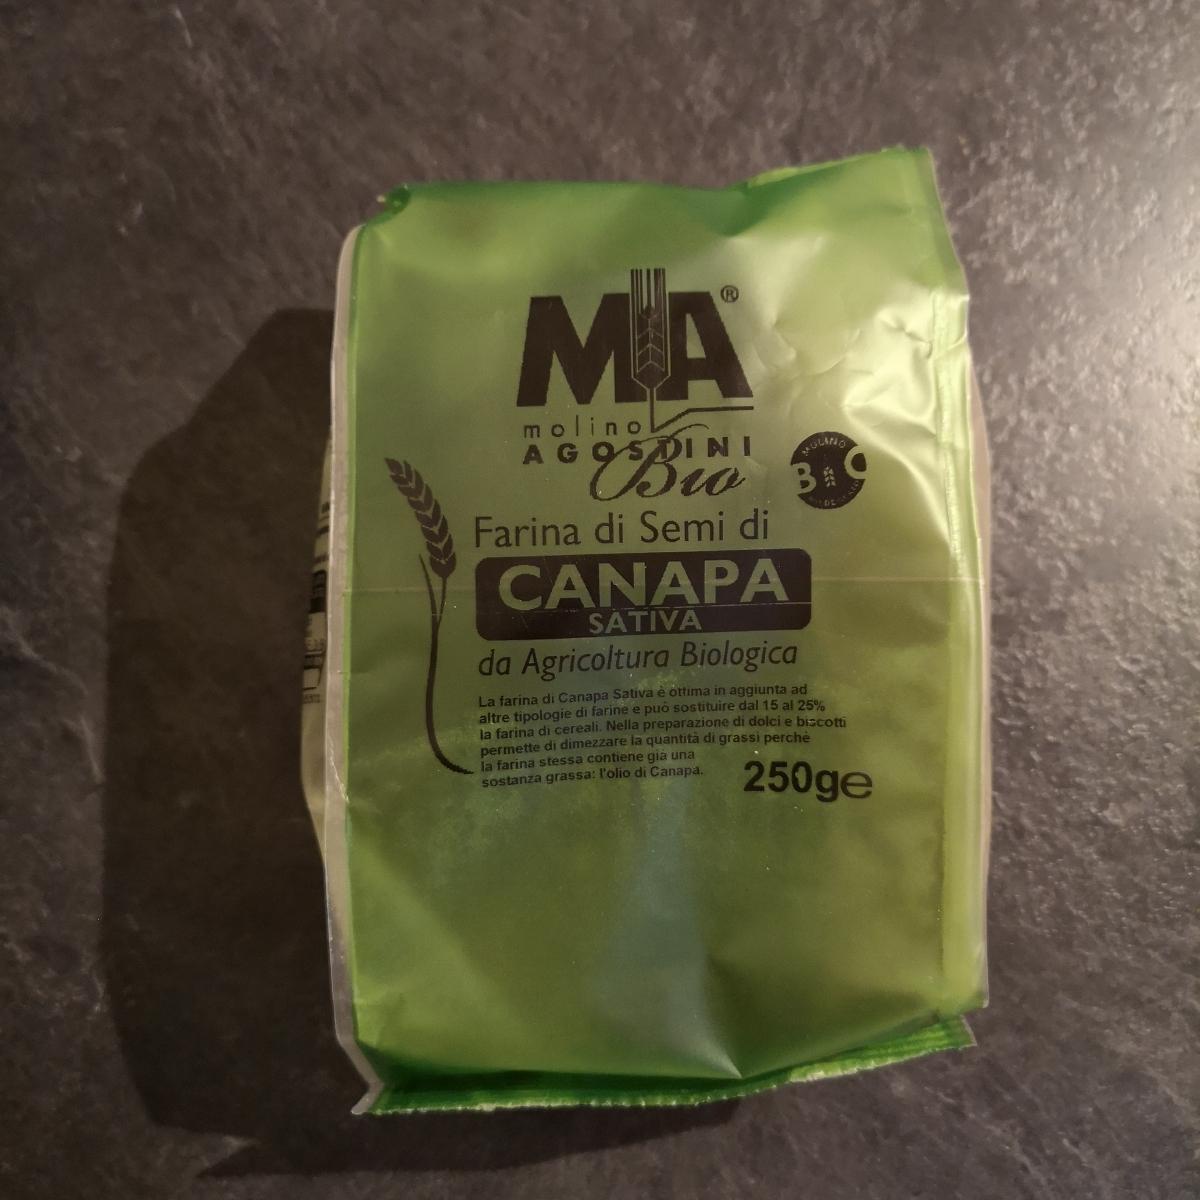 MA®
molino
AGOSTINI
Bio
MOLINO
BIO
Farina di Semi di
CANAPA
SATIVA
da Agricoltura Biologica
La farina di Canapa Sativa è ottima in aggiunta ad
altre tipologie di farine e può sostituire dal 15 al 25%
la farina di cereali. Nella preparazione di dolci e biscotti
permette di dimezzare la quantità di grassi perché
la farina stessa contiene già una
sostanza grassa: l'olio di Canapa.
250g℮